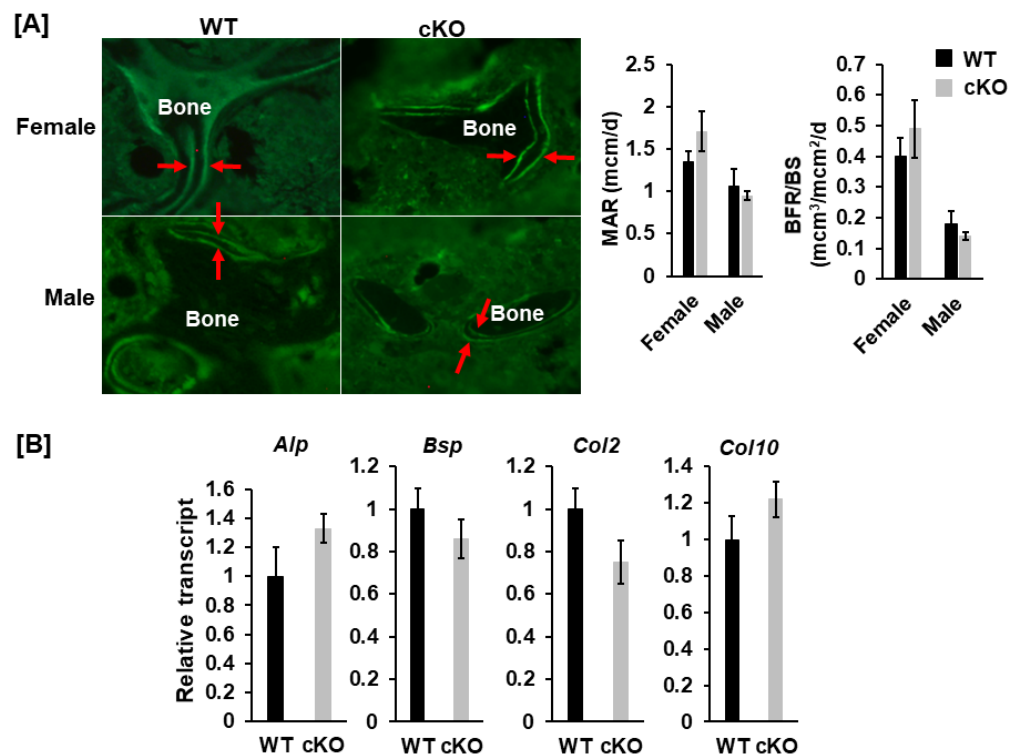 [A]
WT
cKO
Female
Bone
Bone
Male
Bone
Bone
MAR (mcm/d)
2.5
2
1.5
1
0.5
0
Female
Male
BFR/BS
(mcm³/mcm²/d)
0.7
0.6
0.5
0.4
0.3
0.2
0.1
0
Female
Male
WT
cKO
[B]
Relative transcript
Alp
1.6
1.4
1.2
1
0.8
0.6
0.4
0.2
0
WT cKO
Bsp
1.2
1
0.8
0.6
0.4
0.2
0
WT cKO
Col2
1.2
1
0.8
0.6
0.4
0.2
0
WT cKO
Col10
1.4
1.2
1
0.8
0.6
0.4
0.2
0
WT cKO